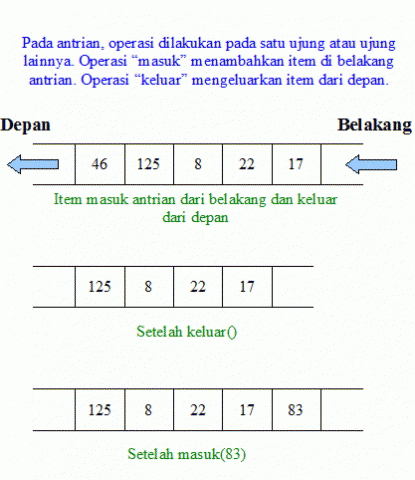 Pada antrian, operasi dilakukan pada satu ujung atau ujung
lainnya. Operasi “masuk” menambahkan item di belakang
antrian. Operasi “keluar” mengeluarkan item dari depan.
Depan Belakang
46 125 8 22 17
Item masuk antrian dari belakang dan keluar
dari depan
125 8 22 17
Setelah keluar()
125 8 22 17 83
Setelah masuk(83)